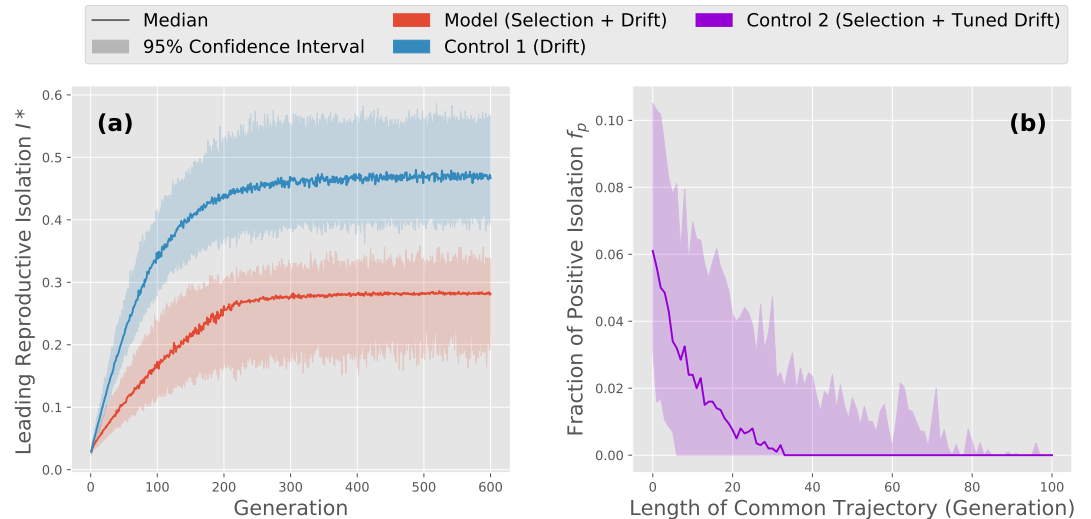 Median
Model (Selection + Drift)
Control 2 (Selection + Tuned Drift)
95% Confidence Interval
Control 1 (Drift)
(a)
Leading Reproductive Isolation I*
0.6
0.5
0.4
0.3
0.2
0.1
0.0
0 100 200 300 400 500 600
Generation
(b)
Fraction of Positive Isolation fp
0.10
0.08
0.06
0.04
0.02
0.00
0 20 40 60 80 100
Length of Common Trajectory (Generation)